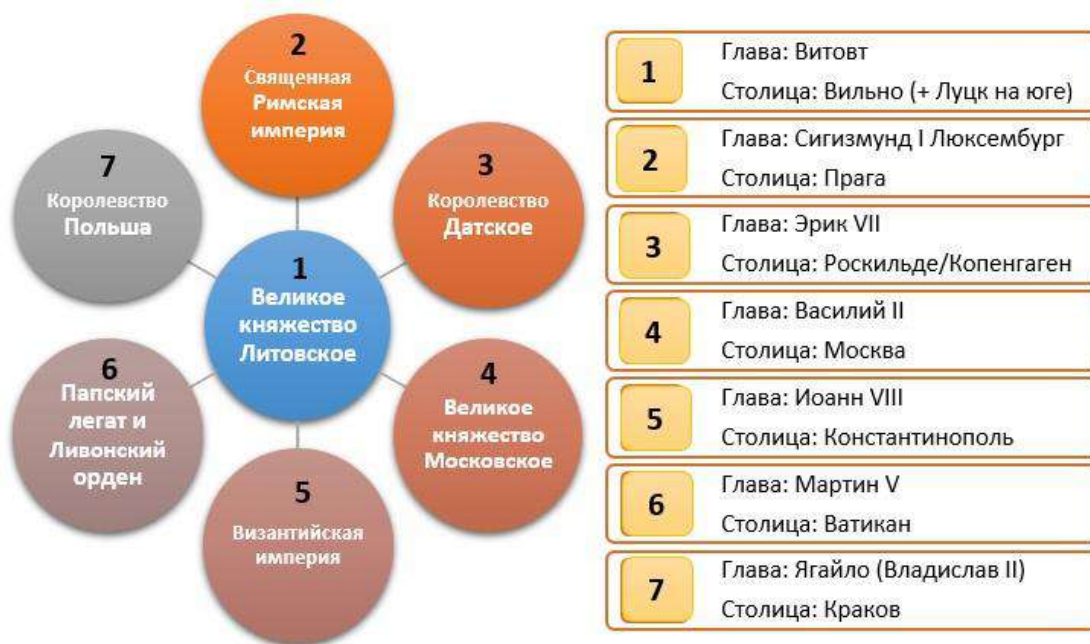 2
Священная
Римская
империя
7
Королевство
Польша
3
Королевство
Датское
1
Великое
княжество
Литовское
6
Папский
легат и
Ливонский
орден
4
Великое
княжество
Московское
5
Византийская
империя
1
Глава: Витовт
Столица: Вильно (+ Луцк на юге)
2
Глава: Сигизмунд I Люксембург
Столица: Прага
3
Глава: Эрик VII
Столица: Роскильде/Копенгаген
4
Глава: Василий II
Столица: Москва
5
Глава: Иоанн VIII
Столица: Константинополь
6
Глава: Мартин V
Столица: Ватикан
7
Глава: Ягайло (Владислав II)
Столица: Краков